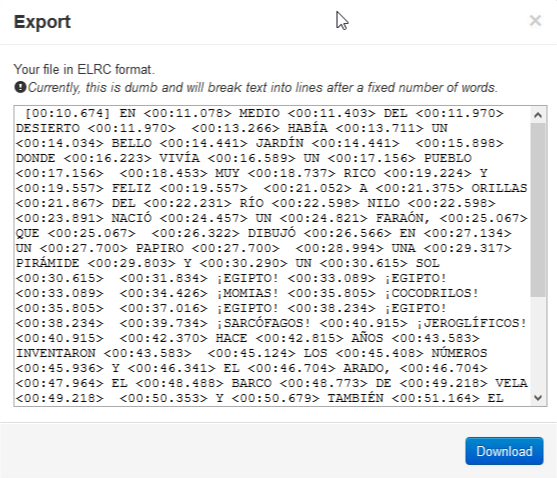 Export
×
Your file in ELRC format.
Currently, this is dumb and will break text into lines after a fixed number of words.
[00:10.674] EN <00:11.078> MEDIO <00:11.403> DEL <00:11.970>
DESIERTO <00:11.970>  <00:13.266> HABÍA <00:13.711> UN
<00:14.034> BELLO <00:14.441> JARDÍN <00:14.441>  <00:15.898>
DONDE <00:16.223> VIVÍA <00:16.589> UN <00:17.156> PUEBLO
<00:17.156>  <00:18.453> MUY <00:18.737> RICO <00:19.224> Y
<00:19.557> FELIZ <00:19.557>  <00:21.052> A <00:21.375> ORILLAS
<00:21.867> DEL <00:22.231> RÍO <00:22.598> NILO <00:22.598>
<00:23.891> NACIÓ <00:24.457> UN <00:24.821> FARAÓN, <00:25.067>
QUE <00:25.067>  <00:26.322> DIBUJÓ <00:26.566> EN <00:27.134>
UN <00:27.700> PAPIRO <00:27.700>  <00:28.994> UNA <00:29.317>
PIRÁMIDE <00:29.803> Y <00:30.290> UN <00:30.615> SOL
<00:30.615>  <00:31.834> ¡EGIPTO! <00:33.089> ¡EGIPTO!
<00:33.089>  <00:34.426> ¡MOMIAS! <00:35.805> ¡COCODRILOS!
<00:35.805>  <00:37.016> ¡EGIPTO! <00:38.234> ¡EGIPTO!
<00:38.234>  <00:39.734> ¡SARCÓFAGOS! <00:40.915> ¡JEROGLÍFICOS!
<00:40.915>  <00:42.370> HACE <00:42.815> AÑOS <00:43.583>
INVENTARON <00:43.583>  <00:45.124> LOS <00:45.408> NÚMEROS
<00:45.936> Y <00:46.341> EL <00:46.704> ARADO, <00:46.704>
<00:47.964> EL <00:48.488> BARCO <00:48.773> DE <00:49.218> VELA
<00:49.218>  <00:50.353> Y <00:50.679> TAMBIÉN <00:51.164> EL
Download